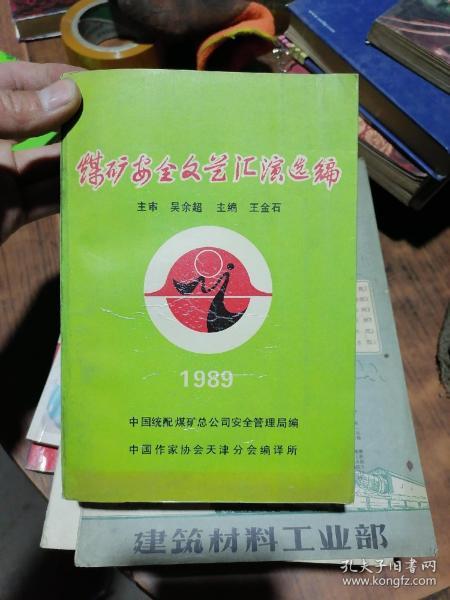 煤矿安全文艺汇演选编
主审 吴余超 主编 王金石
1989
中国统配煤矿总公司安全管理局编
中国作家协会天津分会编译所
建筑材料工业部
孔夫子旧书网
www.kongfz.com